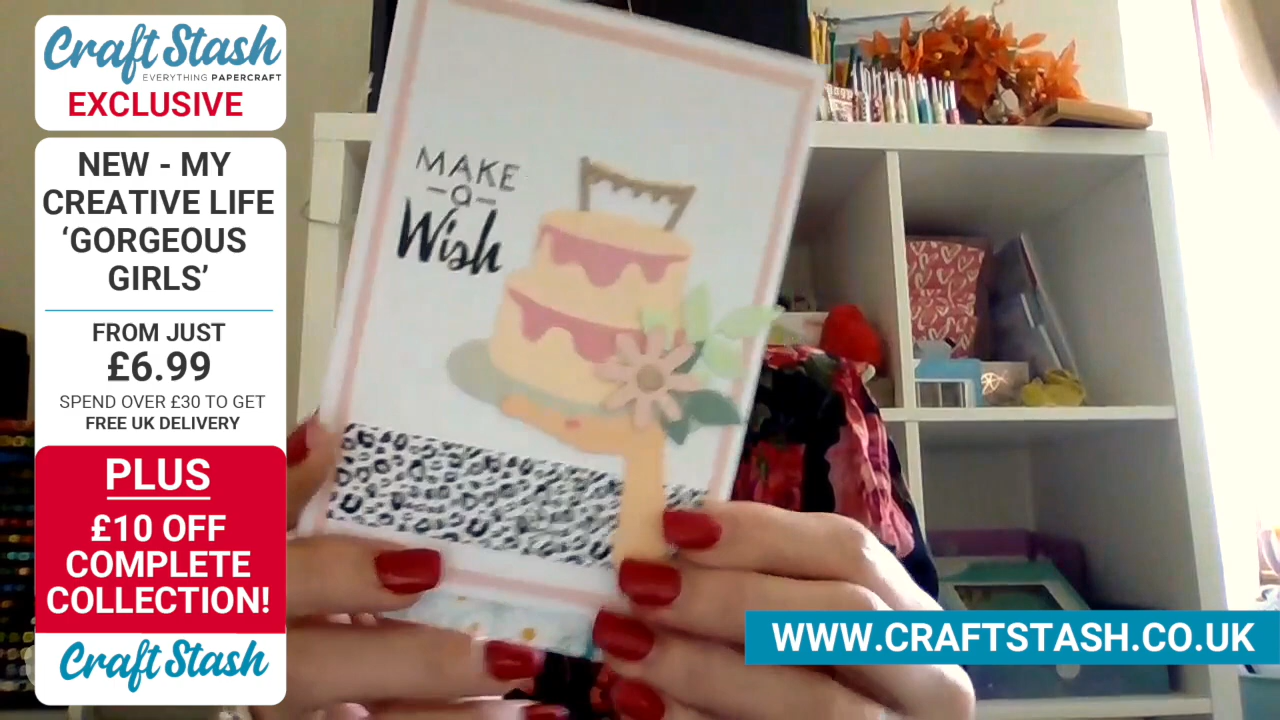 Craft Stash
EVERYTHING PAPERCRAFT
EXCLUSIVE
NEW - MY
CREATIVE LIFE
‘GORGEOUS
GIRLS’
FROM JUST
£6.99
SPEND OVER £30 TO GET
FREE UK DELIVERY
PLUS
£10 OFF
COMPLETE
COLLECTION!
Craft Stash
MAKE
-a-
Wish
WWW.CRAFTSTASH.CO.UK